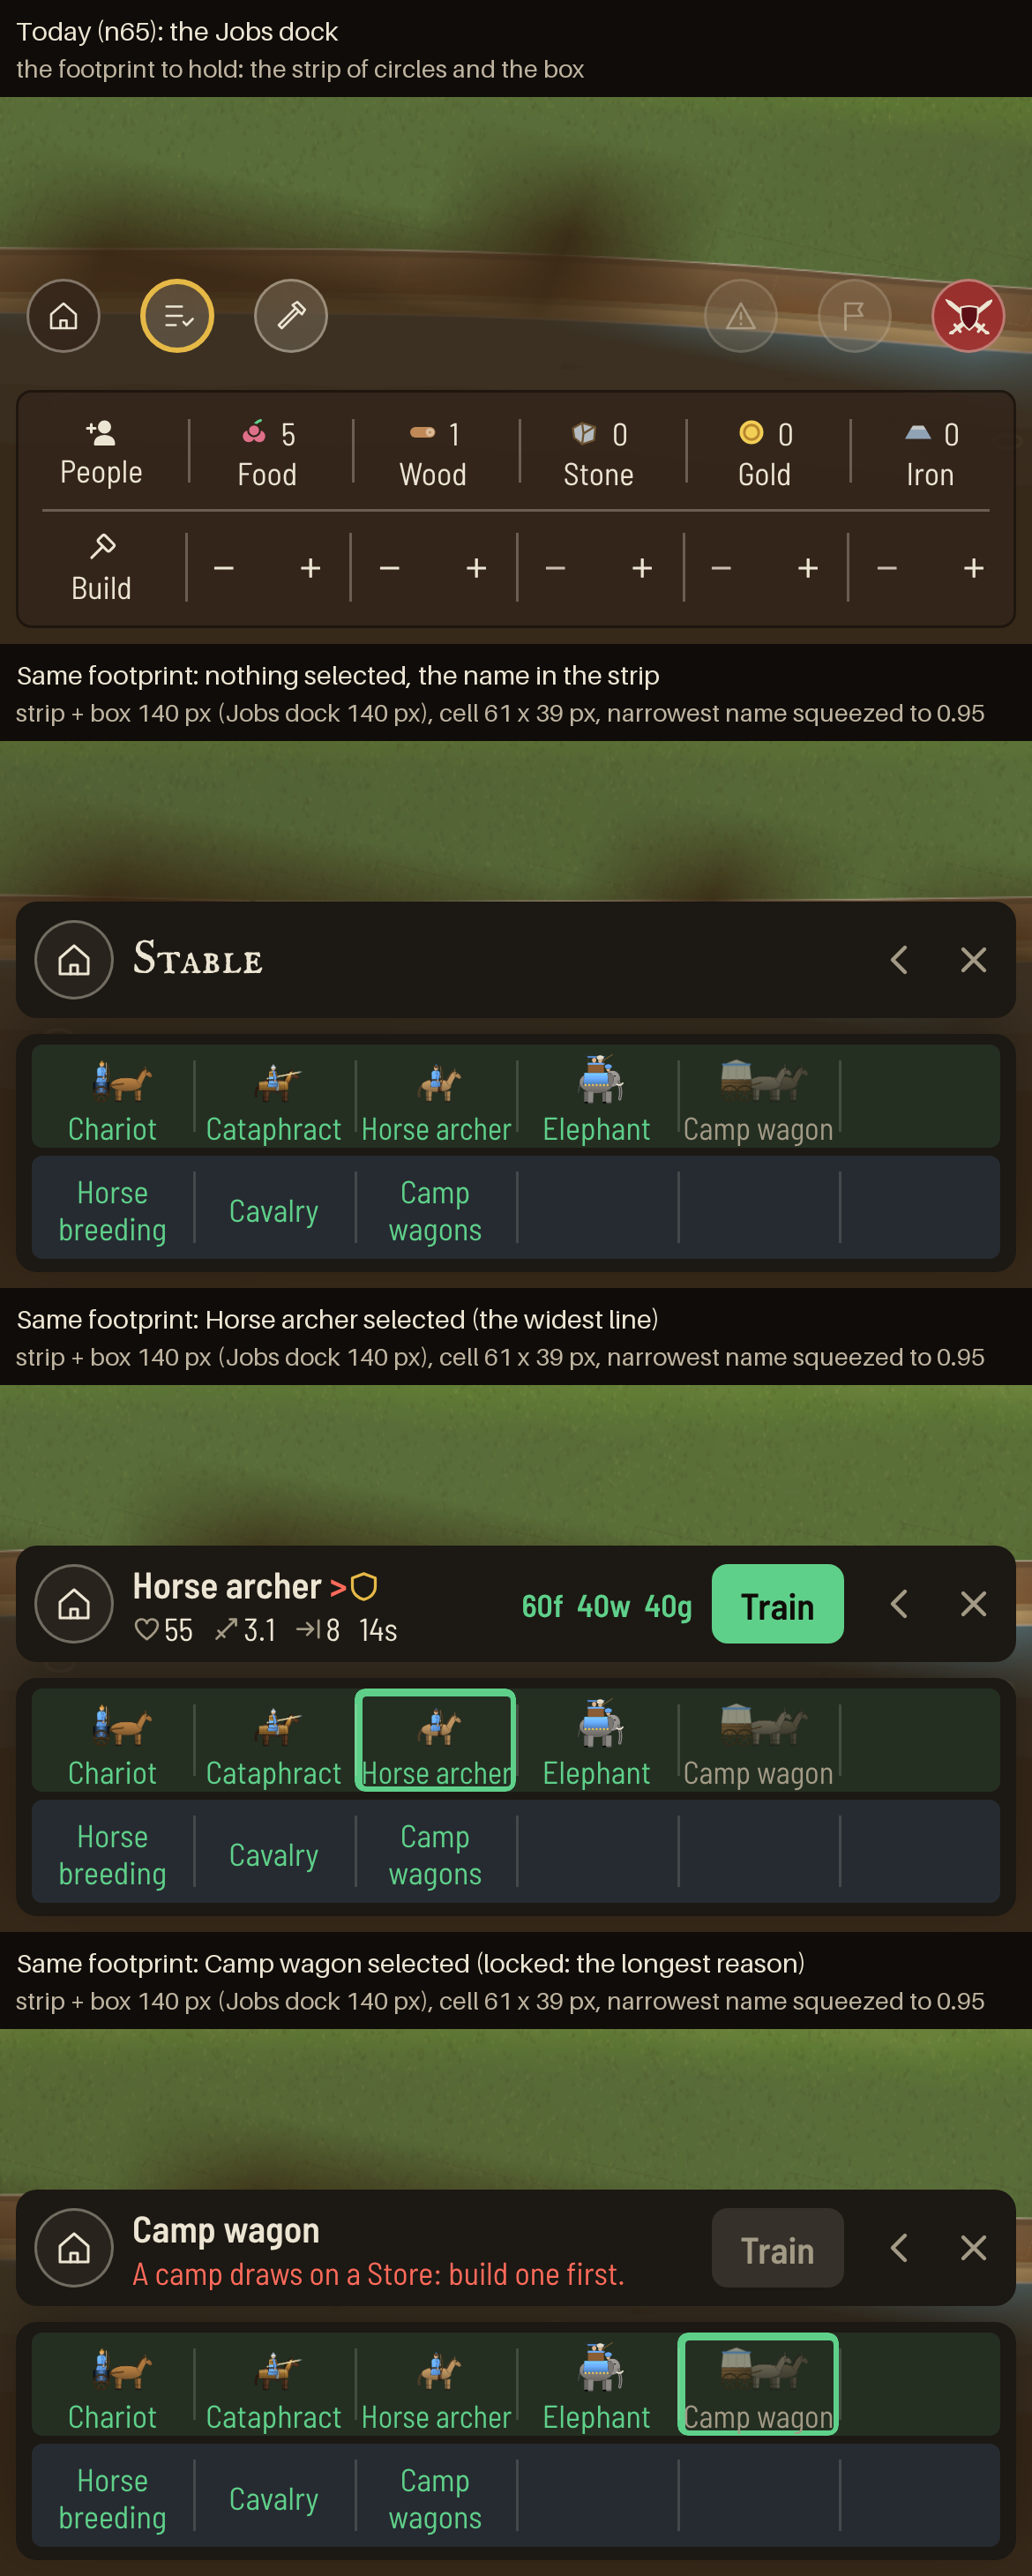 Today (n65): the Jobs dock
the footprint to hold: the strip of circles and the box
5 1 0 0 0
People Food Wood Stone Gold Iron
Build − + − + − + − + − +
Same footprint: nothing selected, the name in the strip
strip + box 140 px (Jobs dock 140 px), cell 61 x 39 px, narrowest name squeezed to 0.95
Stable
Chariot Cataphract Horse archer Elephant Camp wagon
Horse breeding Cavalry Camp wagons
Same footprint: Horse archer selected (the widest line)
strip + box 140 px (Jobs dock 140 px), cell 61 x 39 px, narrowest name squeezed to 0.95
Horse archer >
55 3.1 8 14s
60f 40w 40g Train
Chariot Cataphract Horse archer Elephant Camp wagon
Horse breeding Cavalry Camp wagons
Same footprint: Camp wagon selected (locked: the longest reason)
strip + box 140 px (Jobs dock 140 px), cell 61 x 39 px, narrowest name squeezed to 0.95
Camp wagon
A camp draws on a Store: build one first.
Train
Chariot Cataphract Horse archer Elephant Camp wagon
Horse breeding Cavalry Camp wagons